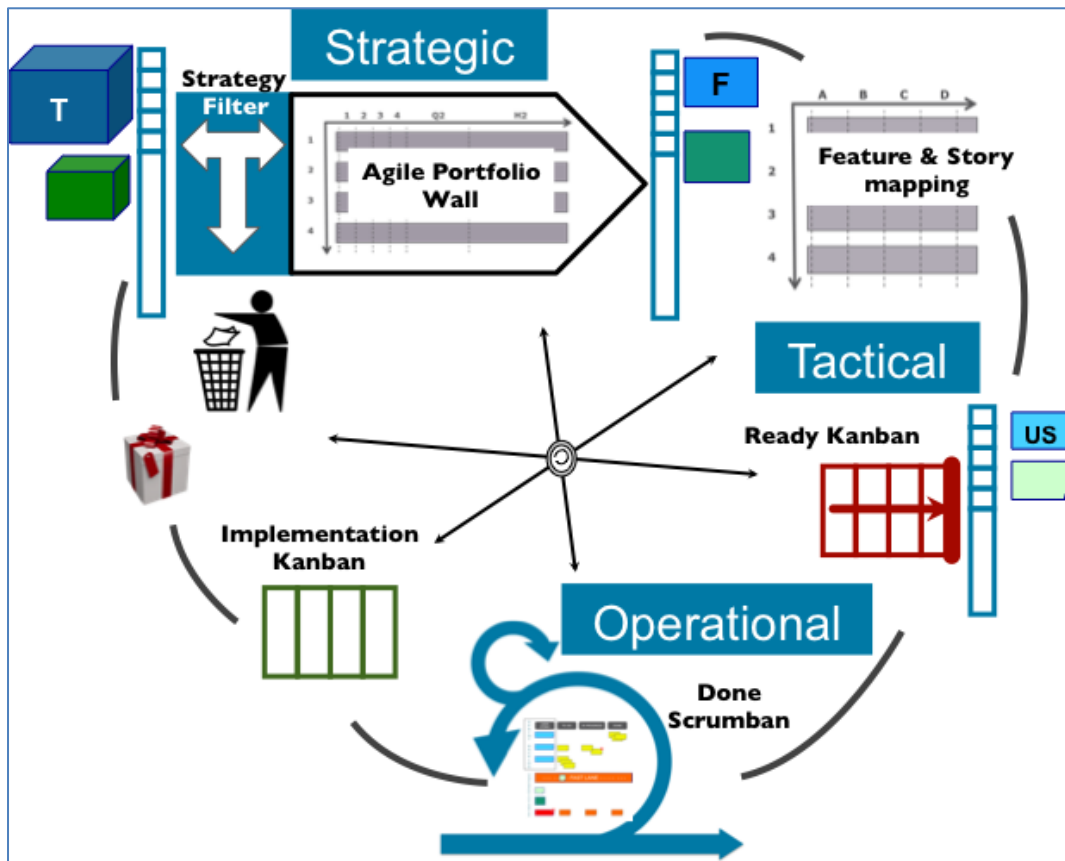 Strategic
T
Strategy
Filter
1 2 3 4 Q2 H2
1
2
3
4
Agile Portfolio
Wall
F
A B C D
1
2
3
4
Feature & Story
mapping
Tactical
Ready Kanban
US
Implementation
Kanban
Operational
Done
Scrumban